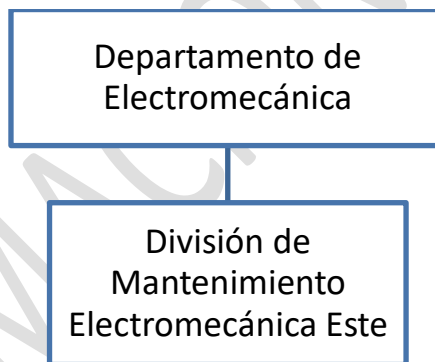 Departamento de
Electromecánica
División de
Mantenimiento
Electromecánica Este